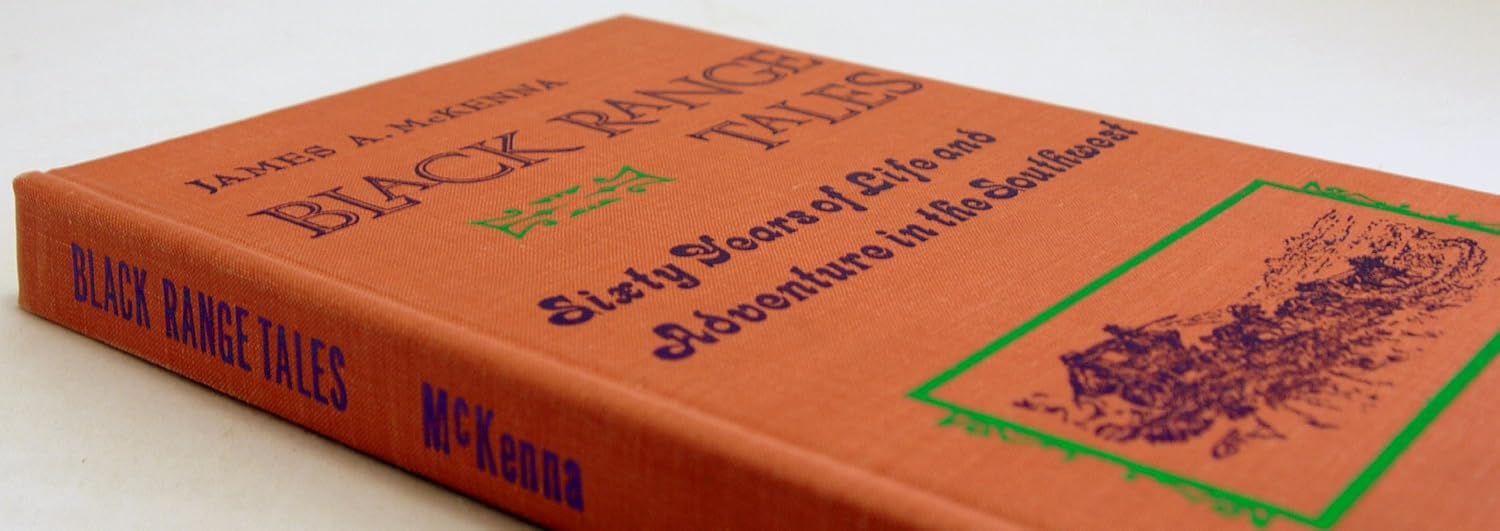 JAMES A. McKENNA
BLACK RANGE
TALES
Sixty Years of Life and
Adventure in the Southwest
BLACK RANGE TALES McKenna